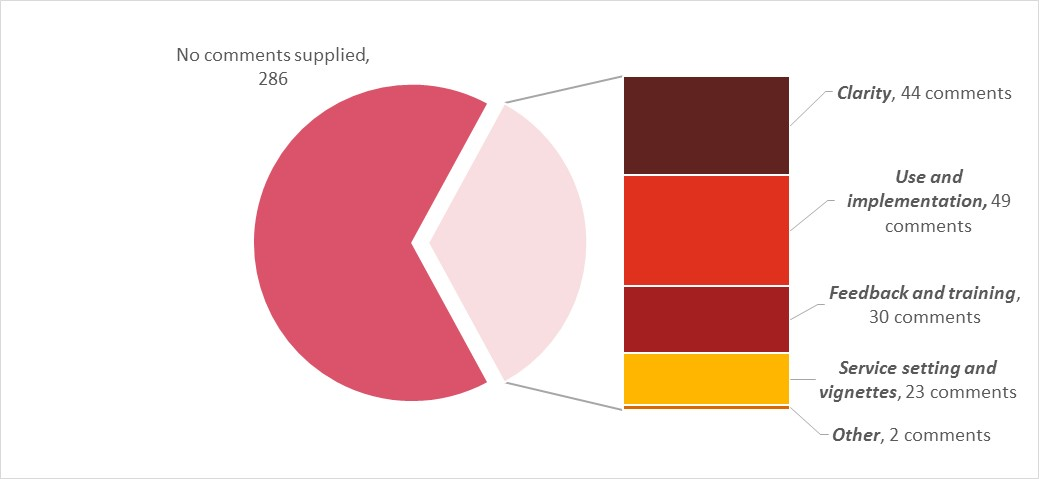 No comments supplied,
286
Clarity, 44 comments
Use and
implementation, 49
comments
Feedback and training,
30 comments
Service setting and
vignettes, 23 comments
Other, 2 comments